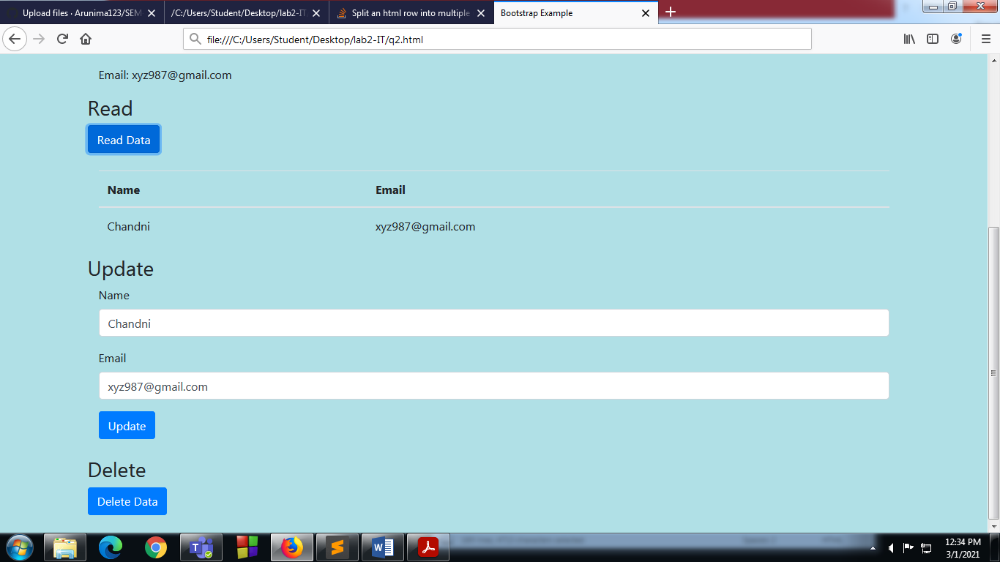 Upload files · Arunima123/SEM
/C:/Users/Student/Desktop/lab2-IT
Split an html row into multiple
Bootstrap Example
file:///C:/Users/Student/Desktop/lab2-IT/q2.html
Email: xyz987@gmail.com
Read
Read Data
Name Email
Chandni xyz987@gmail.com
Update
Name
Chandni
Email
xyz987@gmail.com
Update
Delete
Delete Data
12:34 PM
3/1/2021